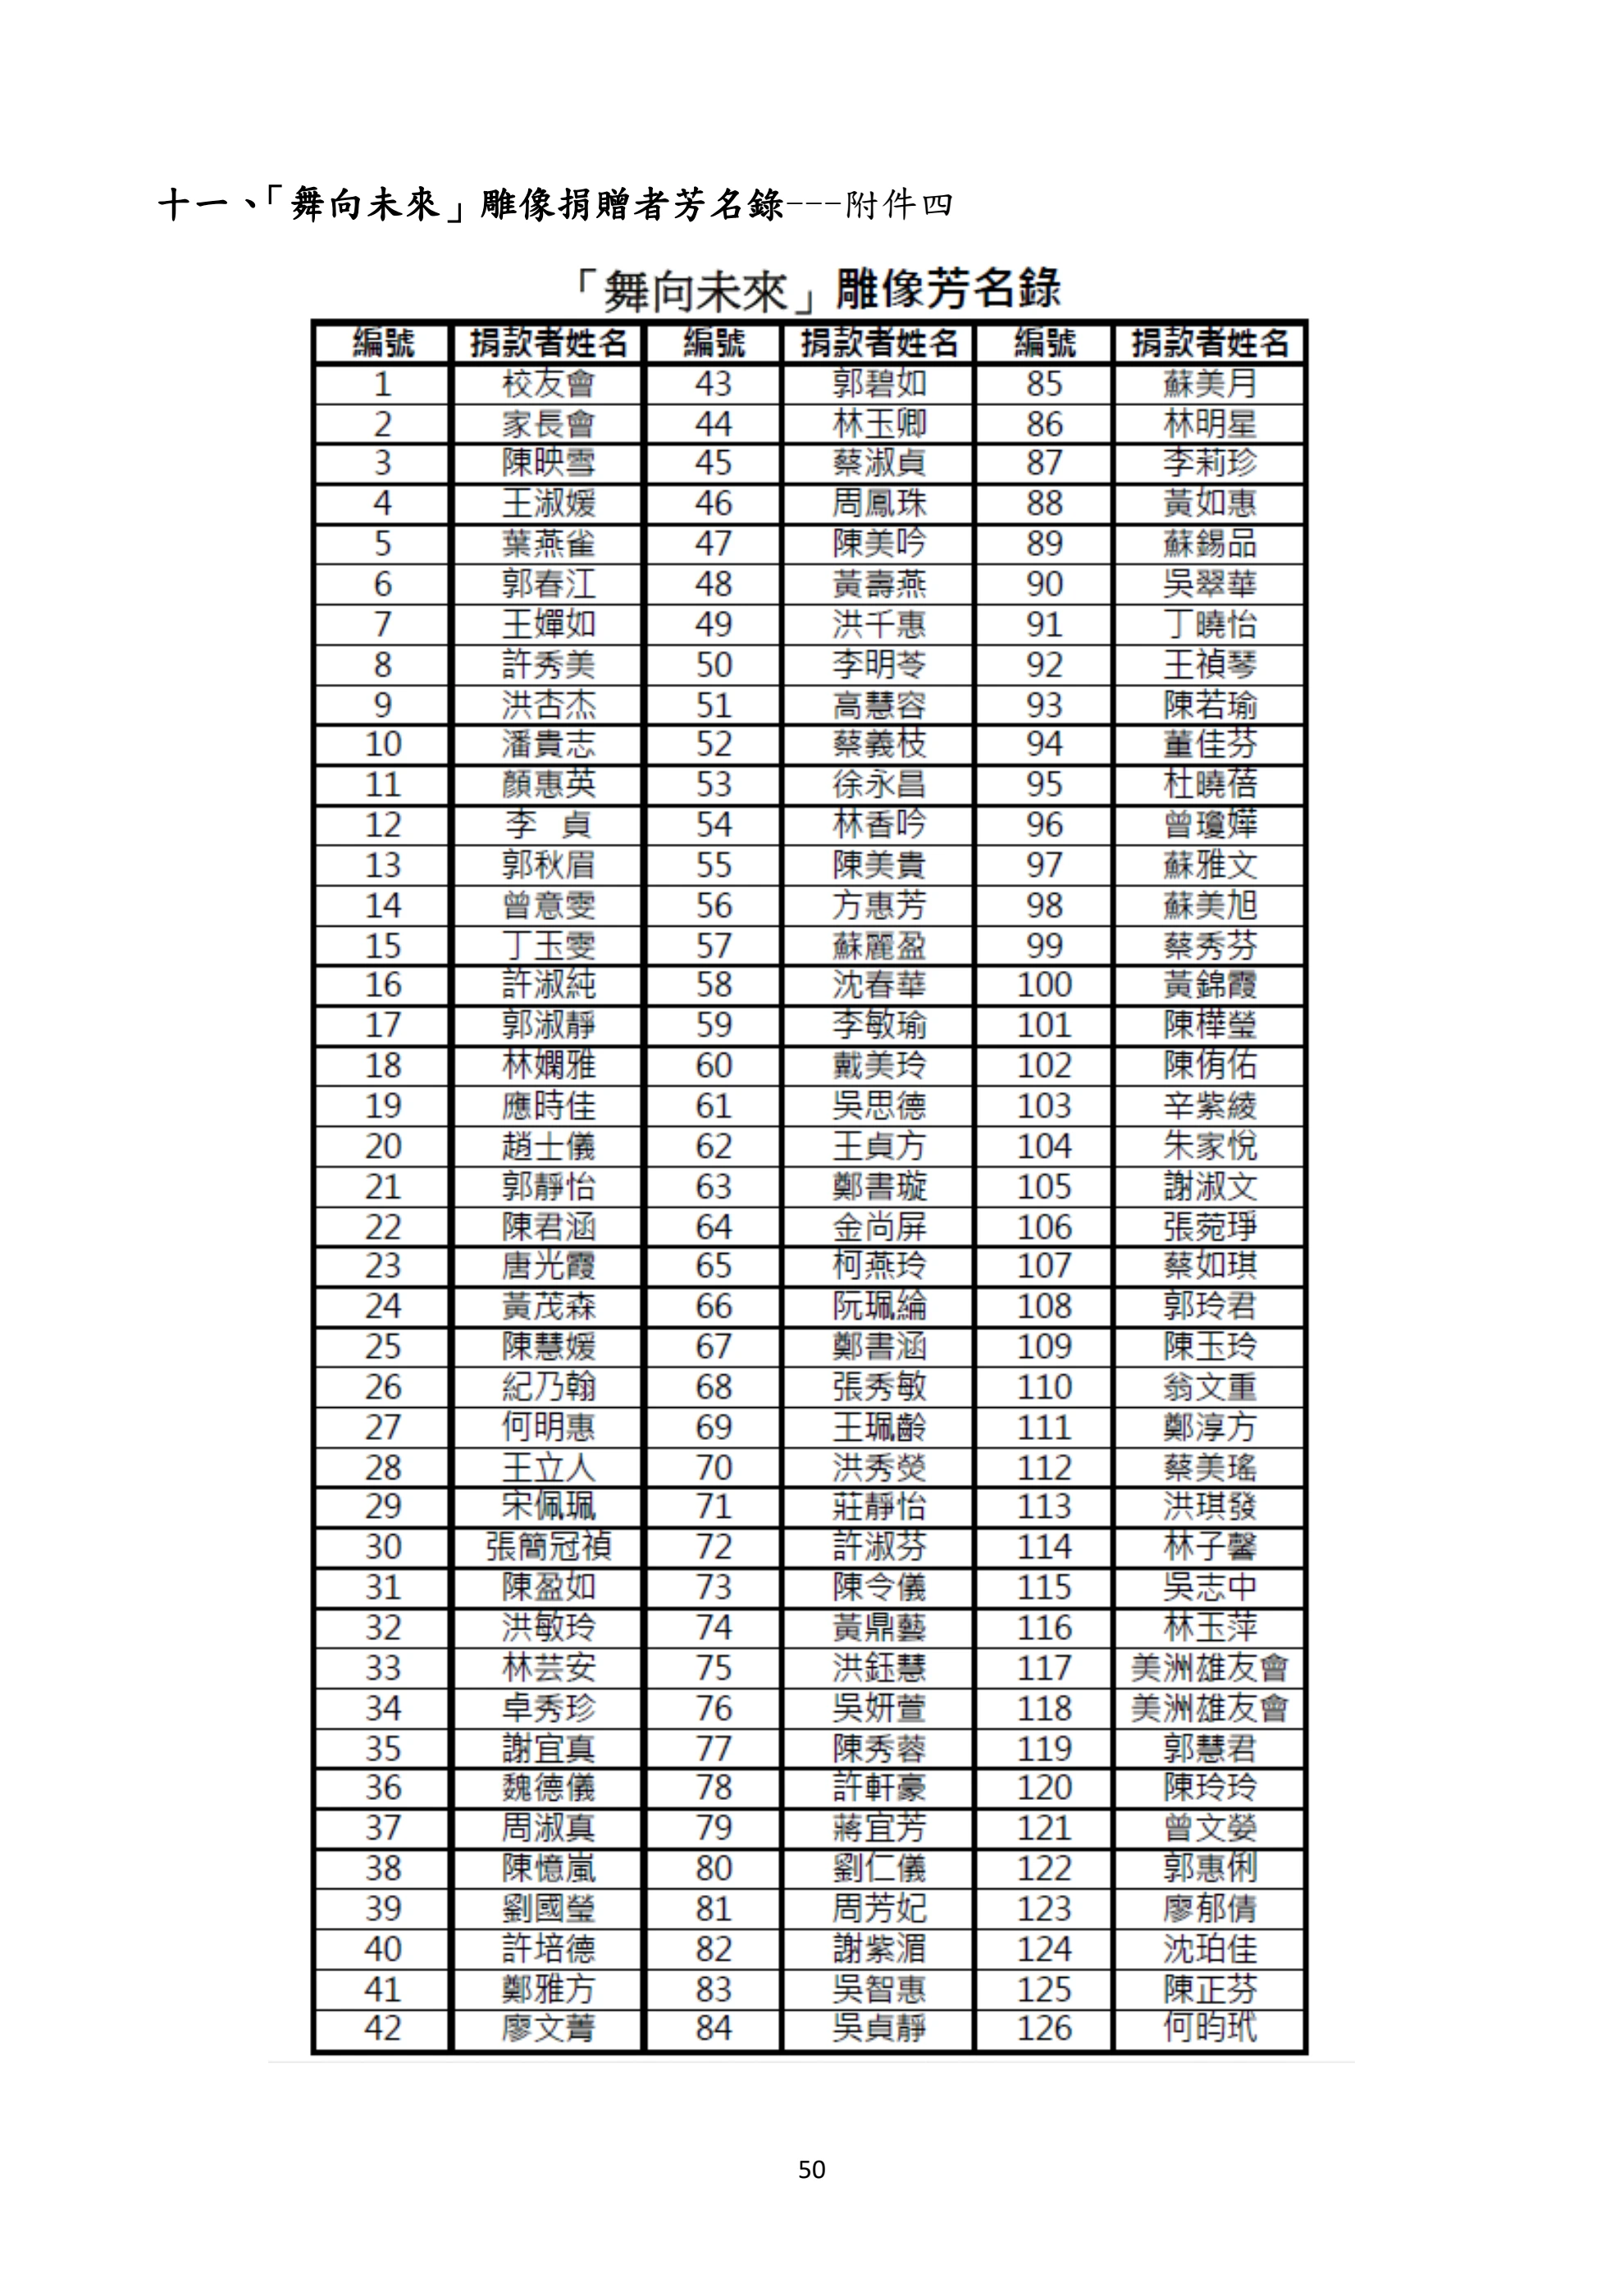 十一、「舞向未來」雕像捐贈者芳名錄---附件四
「舞向未來」雕像芳名錄
編號 捐款者姓名 編號 捐款者姓名 編號 捐款者姓名
1 校友會 43 郭碧如 85 蘇美月
2 家長會 44 林玉卿 86 林明星
3 陳映雪 45 蔡淑貞 87 李莉珍
4 王淑媛 46 周鳳珠 88 黃如惠
5 葉燕雀 47 陳美吟 89 蘇錫品
6 郭春江 48 黃壽燕 90 吳翠華
7 王嬋如 49 洪千惠 91 丁曉怡
8 許秀美 50 李明苓 92 王禎琴
9 洪杏杰 51 高慧容 93 陳若瑜
10 潘貴志 52 蔡義枝 94 董佳芬
11 顏惠英 53 徐永昌 95 杜曉蓓
12 李 貞 54 林香吟 96 曾瓊嬅
13 郭秋眉 55 陳美貴 97 蘇雅文
14 曾意雯 56 方惠芳 98 蘇美旭
15 丁玉雯 57 蘇麗盈 99 蔡秀芬
16 許淑純 58 沈春華 100 黃錦霞
17 郭淑靜 59 李敏瑜 101 陳樺瑩
18 林嫻雅 60 戴美玲 102 陳侑佑
19 應時佳 61 吳思德 103 辛紫綾
20 趙士儀 62 王貞方 104 朱家悅
21 郭靜怡 63 鄭書璇 105 謝淑文
22 陳君涵 64 金尚屏 106 張菀琤
23 唐光霞 65 柯燕玲 107 蔡如琪
24 黃茂森 66 阮珮綸 108 郭玲君
25 陳慧媛 67 鄭書涵 109 陳玉玲
26 紀乃翰 68 張秀敏 110 翁文重
27 何明惠 69 王珮齡 111 鄭淳方
28 王立人 70 洪秀熒 112 蔡美瑤
29 宋佩珮 71 莊靜怡 113 洪琪發
30 張簡冠禎 72 許淑芬 114 林子馨
31 陳盈如 73 陳令儀 115 吳志中
32 洪敏玲 74 黃鼎藝 116 林玉萍
33 林芸安 75 洪鈺慧 117 美洲雄友會
34 卓秀珍 76 吳妍萱 118 美洲雄友會
35 謝宜真 77 陳秀蓉 119 郭慧君
36 魏德儀 78 許軒豪 120 陳玲玲
37 周淑真 79 蔣宜芳 121 曾文嫈
38 陳憶嵐 80 劉仁儀 122 郭惠俐
39 劉國瑩 81 周芳妃 123 廖郁倩
40 許培德 82 謝紫湄 124 沈珀佳
41 鄭雅方 83 吳智惠 125 陳正芬
42 廖文菁 84 吳貞靜 126 何昀玳
50